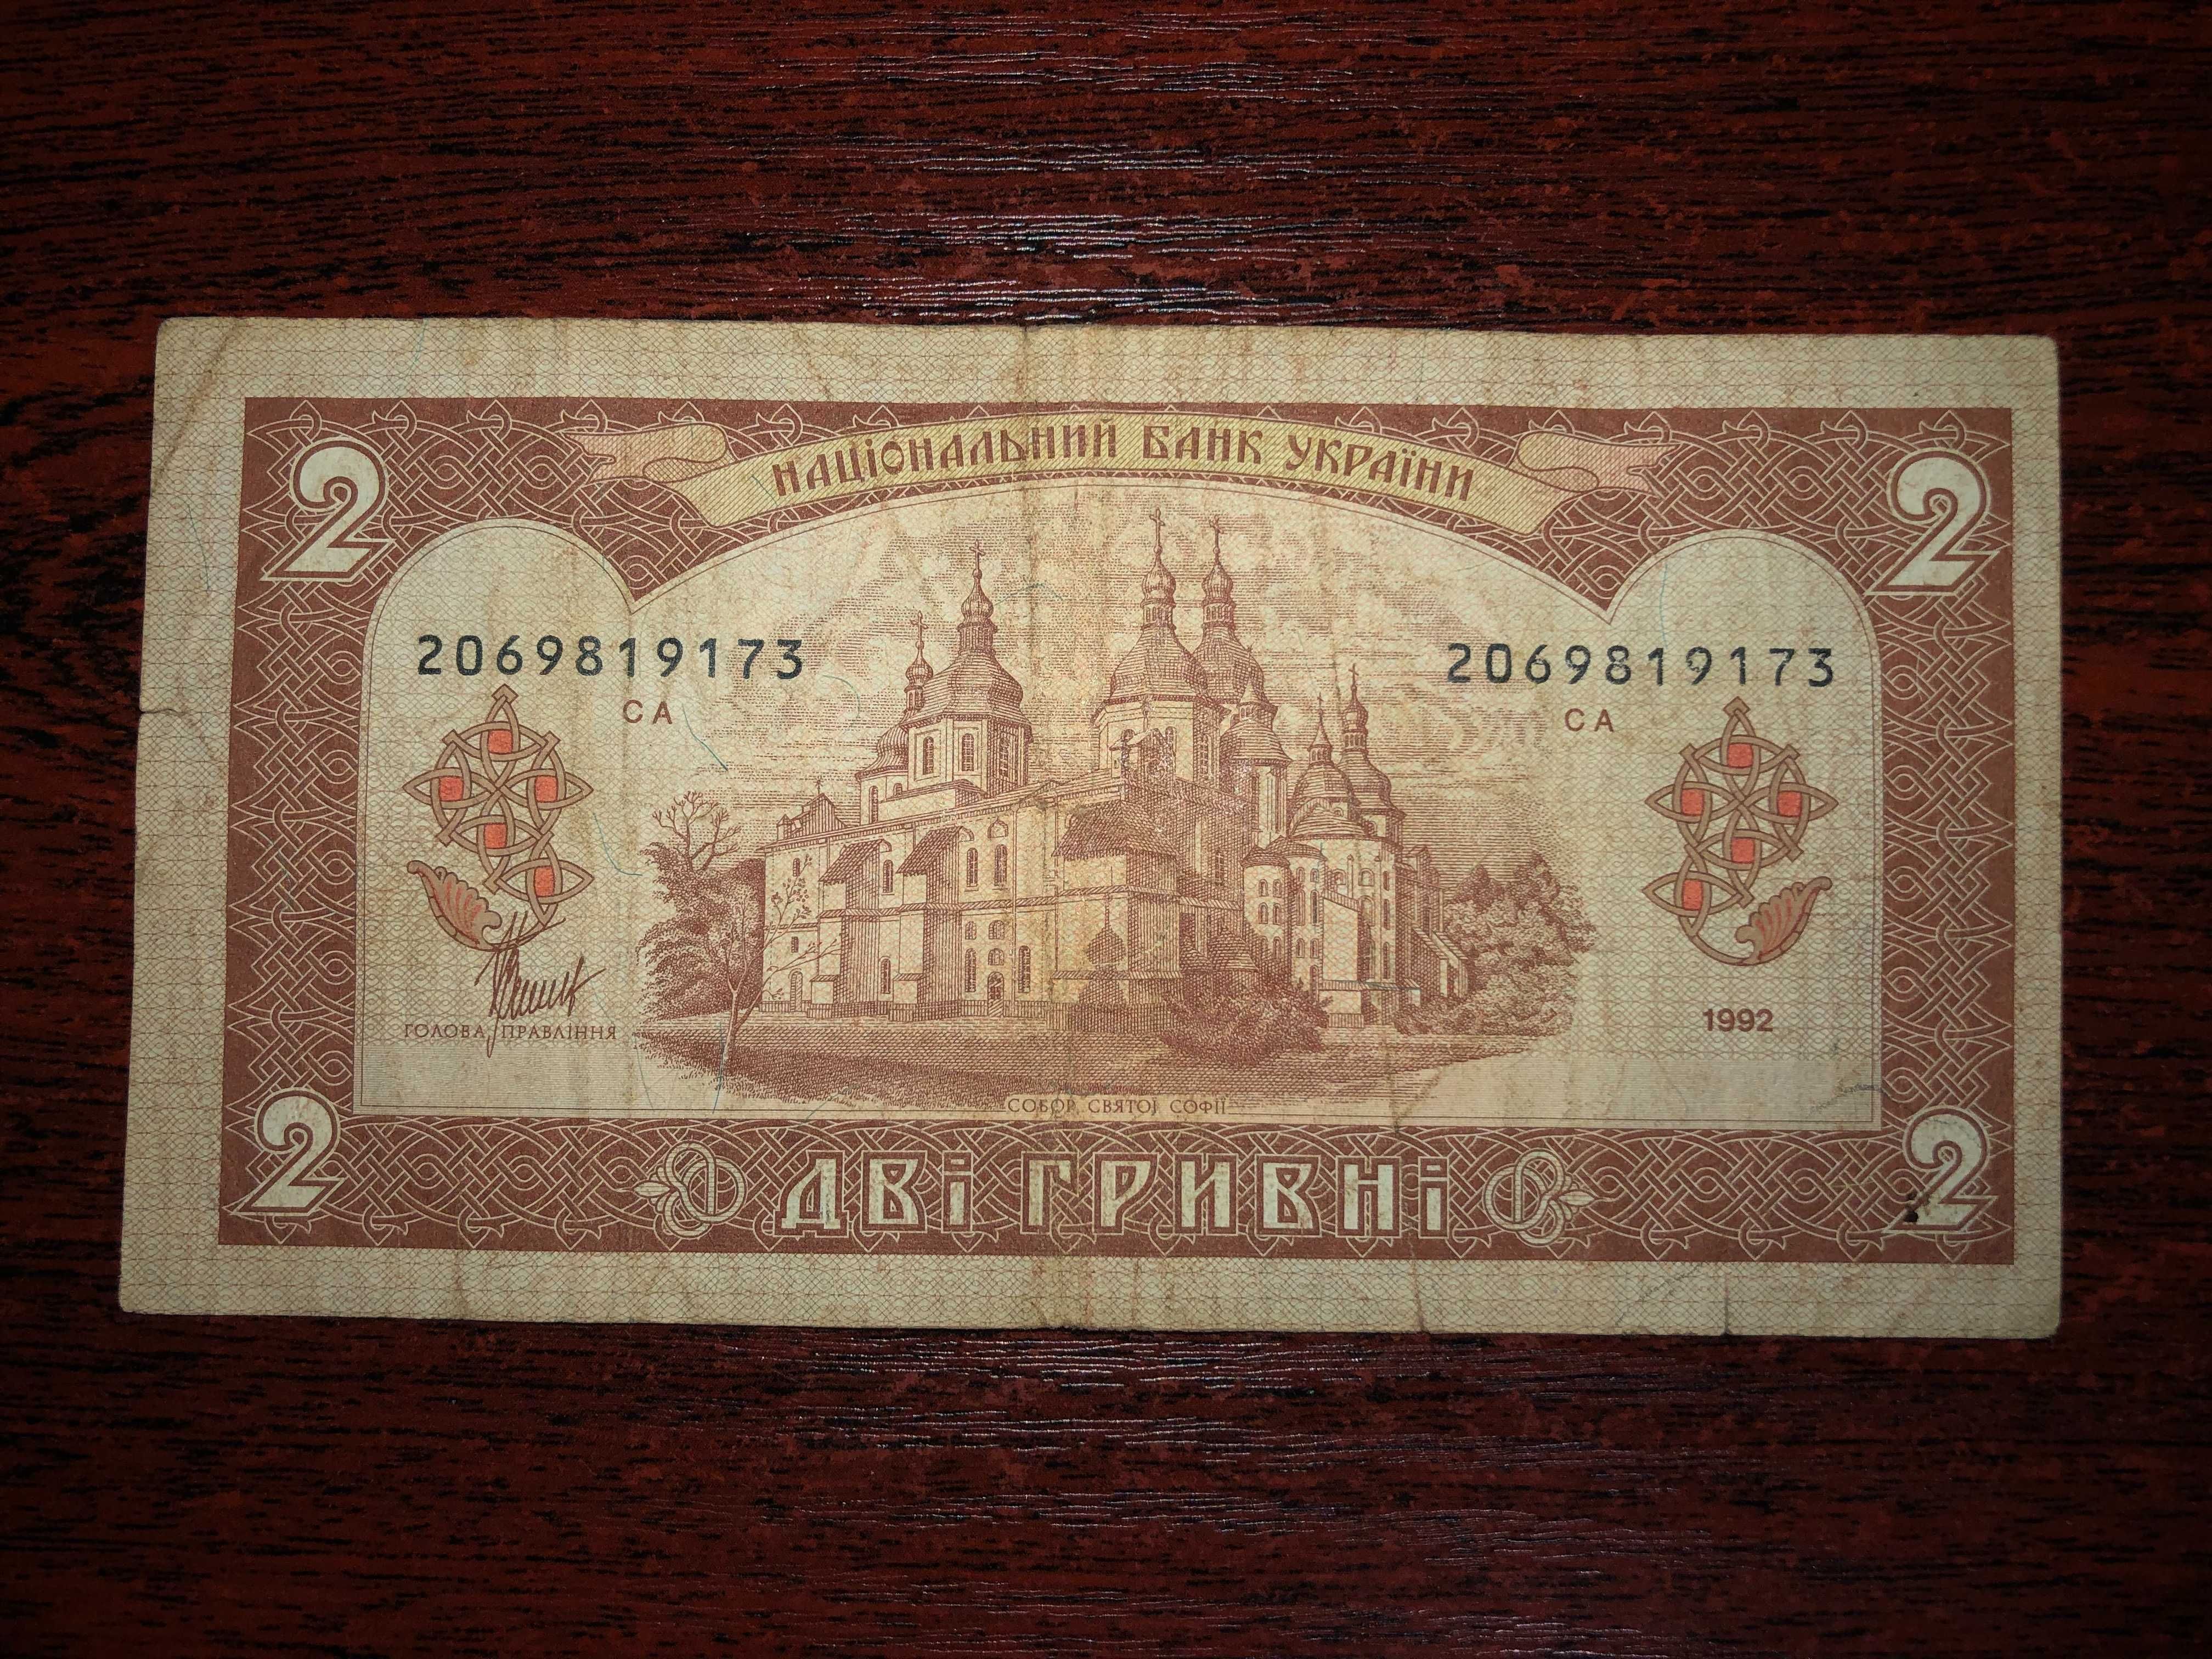 НАЦІОНАЛЬНИЙ БАНК УКРАЇНИ
2 2
2069819173 2069819173
СА СА
ГОЛОВА ПРАВЛІННЯ
1992
СОБОР СВЯТОЇ СОФІЇ
2 ДВІ ГРИВНІ 2